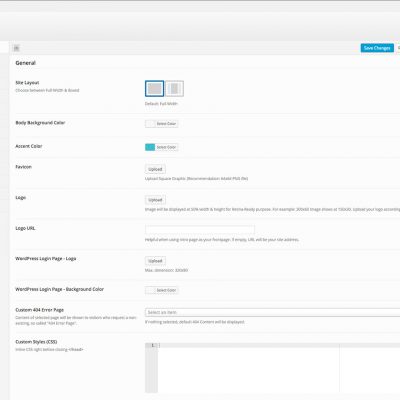 Save Changes
General
Site Layout
Choose between Full Width & Boxed
Default: Full Width
Body Background Color
Select Color
Accent Color
Select Color
Favicon
Upload
Upload Square Graphic (Recommendation:
PNG file)
Logo
Upload
Image will be displayed at 50% width & height for Retina Ready purpose. For example: 300x60 image shows at 150x30. Upload your logo
Logo URL
Helpful when using intro page as your frontpage. If empty, URL will be your site address.
WordPress Login Page - Logo
Upload
Max. dimension: 320x80
WordPress Login Page - Background Color
Select Color
Custom 404 Error Page
Select an item
Content of selected page will be shown to visitors who request a non-
existing, so called "404 Error Page".
If nothing selected, default 404 Content will be displayed.
Custom Styles (CSS)
Inline CSS right before closing </head>
1